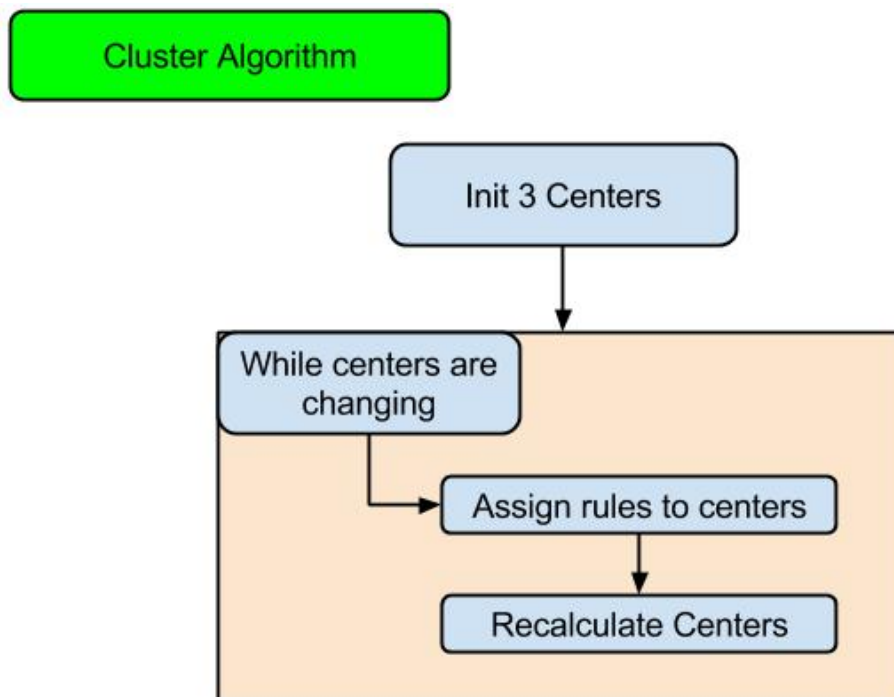 Cluster Algorithm
Init 3 Centers
While centers are
changing
Assign rules to centers
Recalculate Centers